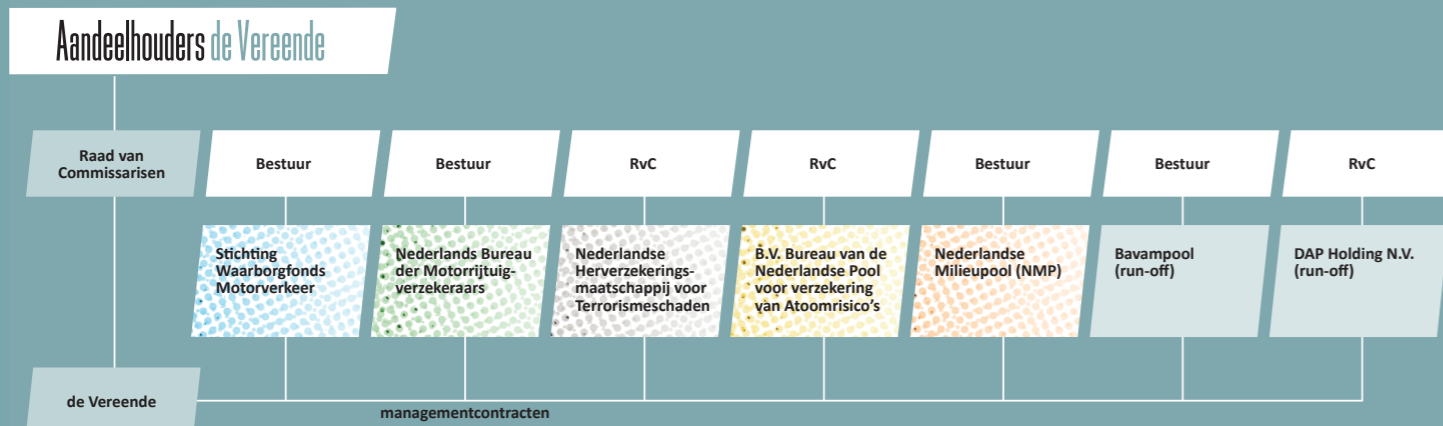 Aandeelhouders de Vereende
Raad van
Commissarisen
Bestuur
Bestuur
RvC
RvC
Bestuur
Bestuur
RvC
Stichting
Waarborgfonds
Motorverkeer
Nederlands Bureau
der Motorrijtuig-
verzekeraars
Nederlandse
Herverzekerings-
maatschappij voor
Terrorismeschaden
B.V. Bureau van de
Nederlandse Pool
voor verzekering
van Atoomrisico's
Nederlandse
Milieupool (NMP)
Bavampool
(run-off)
DAP Holding N.V.
(run-off)
de Vereende
managementcontracten